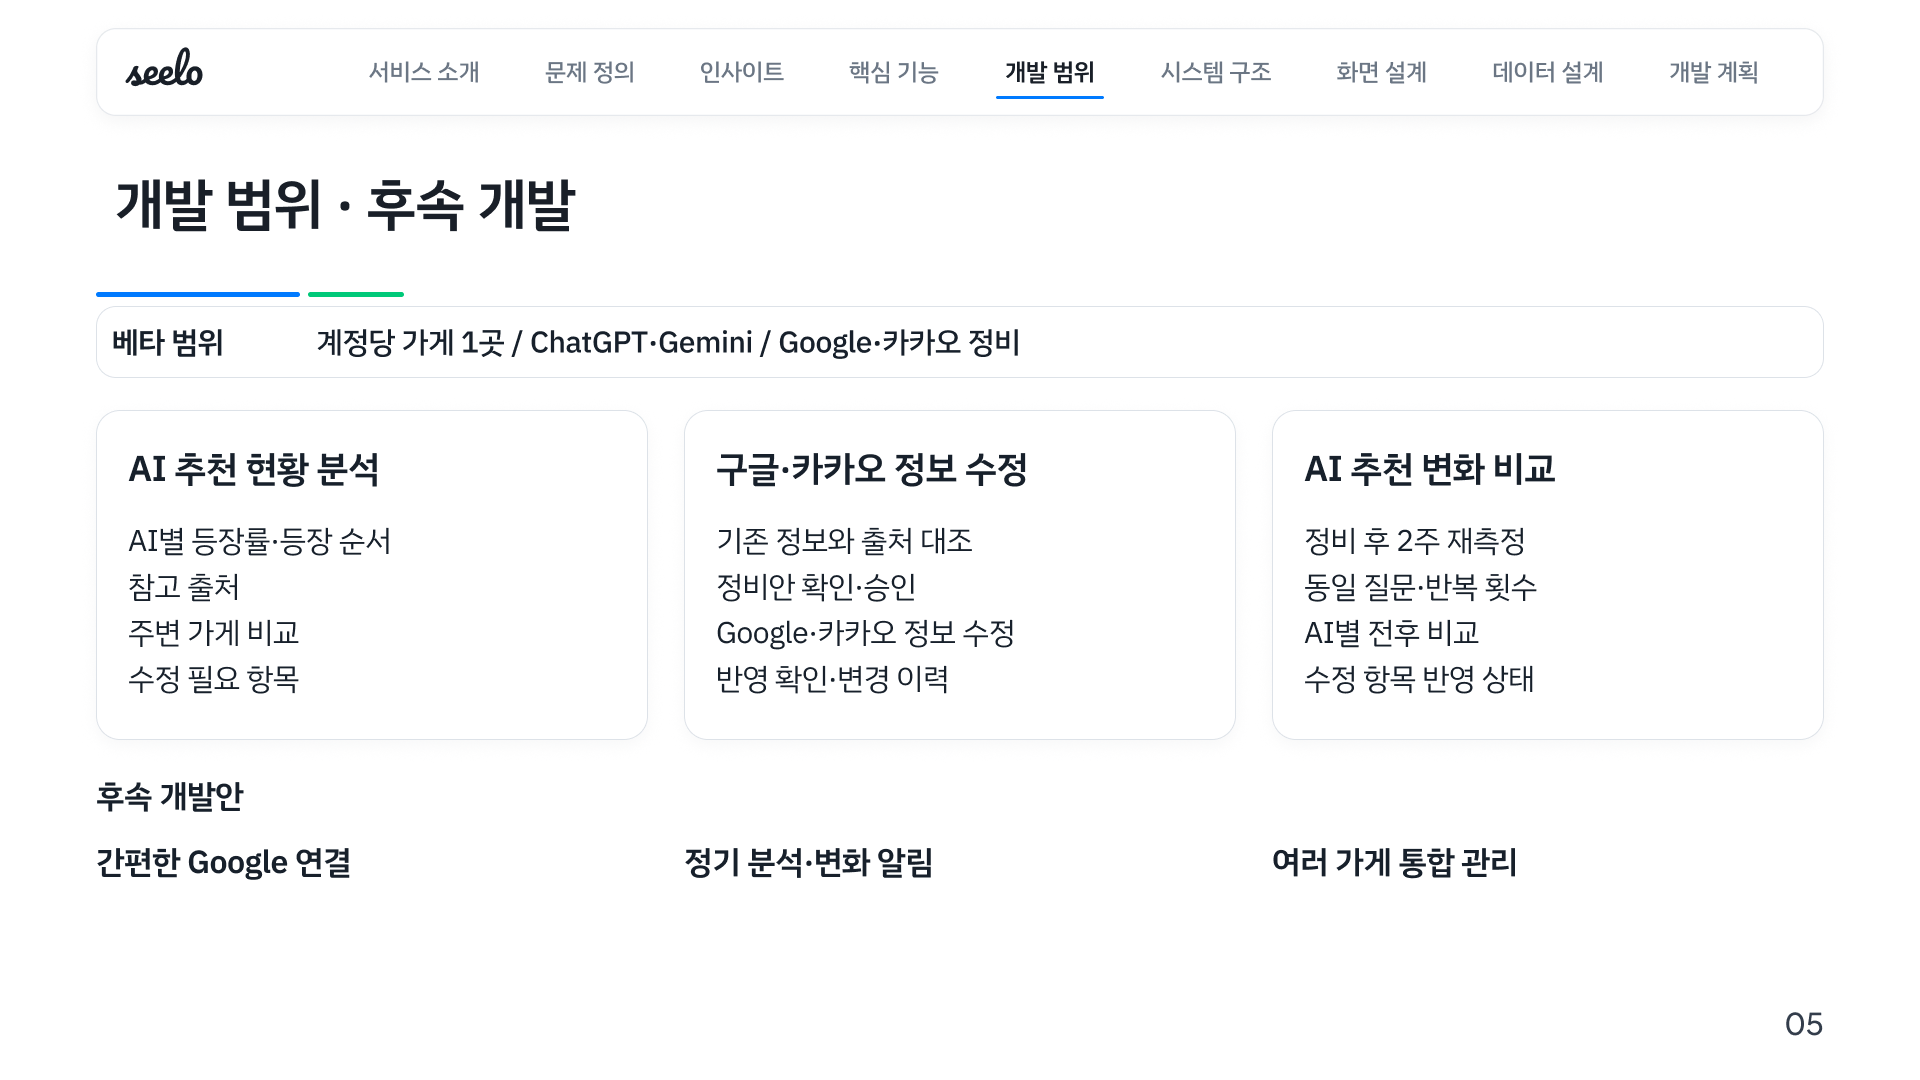 seelo
서비스 소개
문제 정의
인사이트
핵심 기능
개발 범위
시스템 구조
화면 설계
데이터 설계
개발 계획
개발 범위 · 후속 개발
베타 범위
계정당 가게 1곳 / ChatGPT·Gemini / Google·카카오 정비
AI 추천 현황 분석
AI별 등장률·등장 순서
참고 출처
주변 가게 비교
수정 필요 항목
구글·카카오 정보 수정
기존 정보와 출처 대조
정비안 확인·승인
Google·카카오 정보 수정
반영 확인·변경 이력
AI 추천 변화 비교
정비 후 2주 재측정
동일 질문·반복 횟수
AI별 전후 비교
수정 항목 반영 상태
후속 개발안
간편한 Google 연결
정기 분석·변화 알림
여러 가게 통합 관리
05